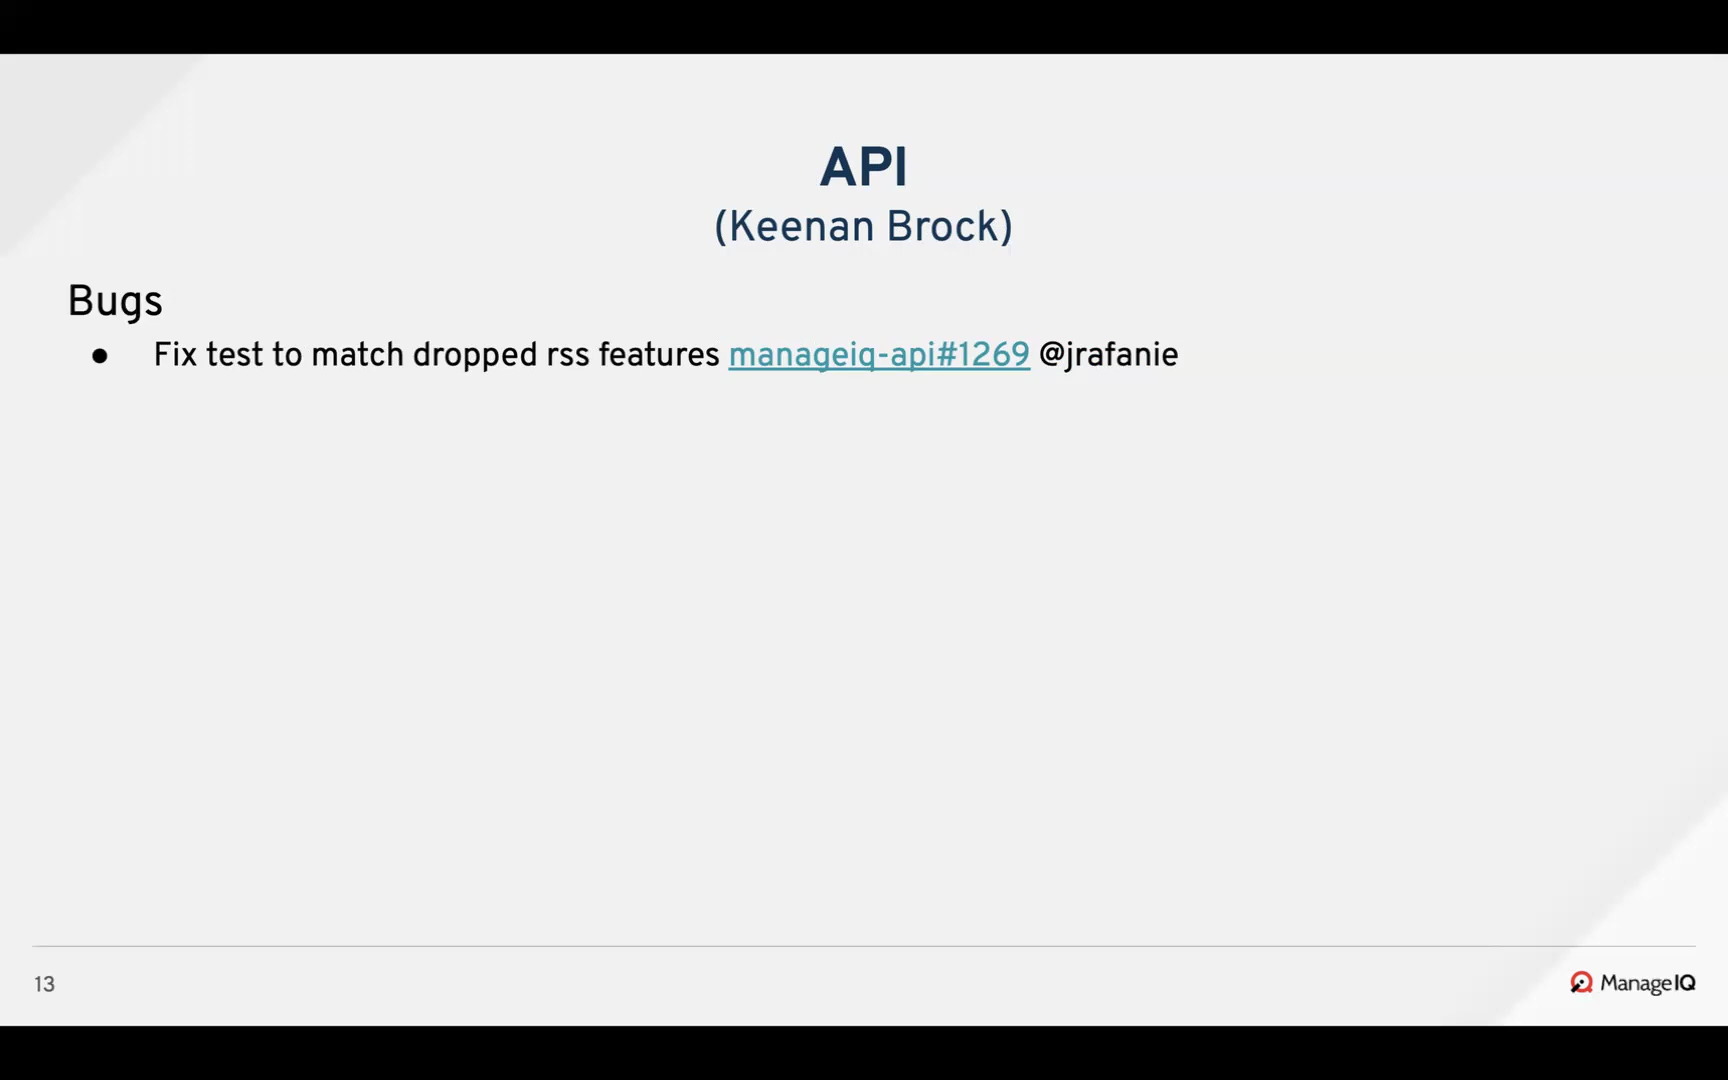 API
(Keenan Brock)
Bugs
● Fix test to match dropped rss features manageiq-api#1269 @jrafanie
13
ManageIQ